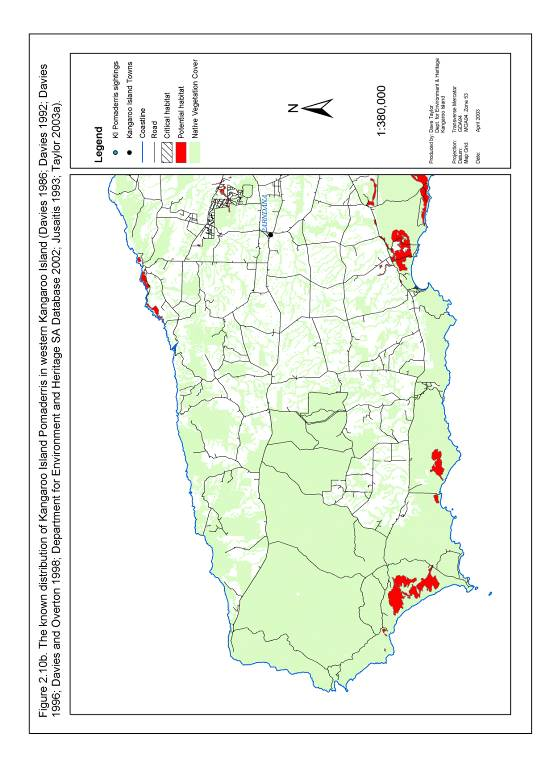 Figure 2.10b. The known distribution of Kangaroo Island Pomaderris in western Kangaroo Island (Davies 1986; Davies 1992; Davies
1996; Davies and Overton 1998; Department for Environment and Heritage SA Database 2002; Jusaitis 1993; Taylor 2003a).
Legend
KI Pomaderris sightings
Kangaroo Island Towns
Coastline
Road
Critical habitat
Potential habitat
Native Vegetation Cover
N
1:380,000
Produced by: Dave Taylor
Dept. for Environment & Heritage
Kangaroo Island
Projection: Transverse Mercator
Datum: GDA94
Map Grid: MGA94 Zone 53
Date: April 2003
PARNDANA